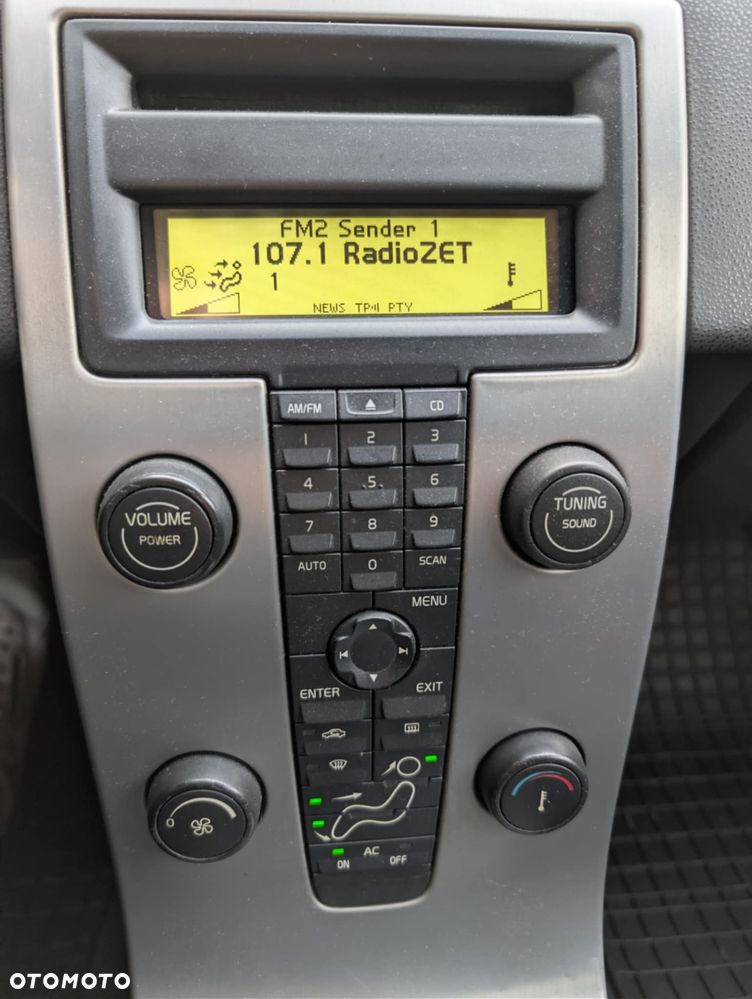 FM2 Sender 1
107.1 RadioZET
1
NEWS TP PTY
AM/FM CD
1 2 3
4 5 6
7 8 9
AUTO 0 SCAN
VOLUME
POWER
TUNING
SOUND
MENU
ENTER EXIT
0
AC
ON OFF
OTOMOTO